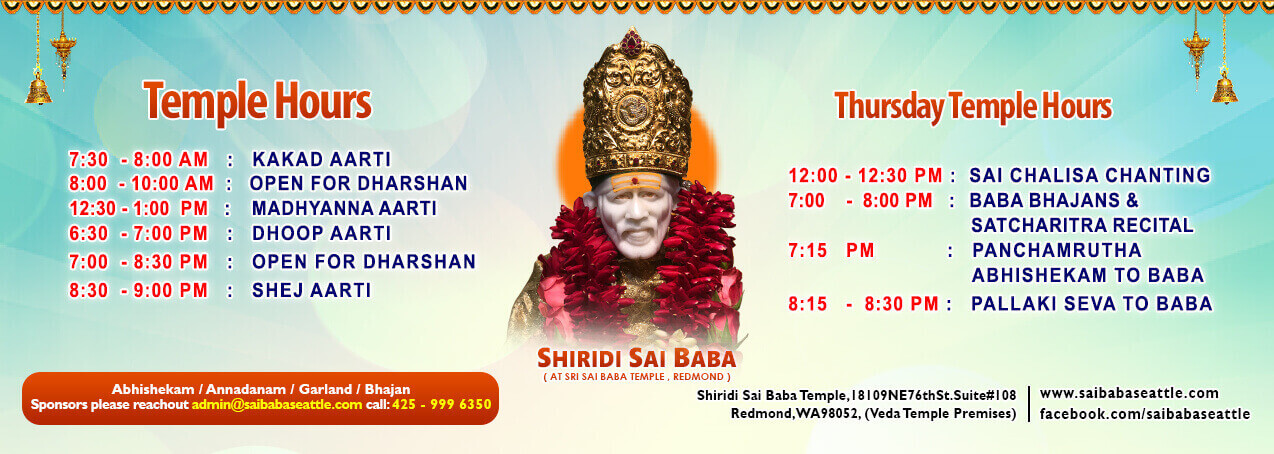 Temple Hours
7:30 - 8:00 AM : KAKAD AARTI
8:00 - 10:00 AM : OPEN FOR DHARSHAN
12:30 - 1:00 PM : MADHYANNA AARTI
6:30 - 7:00 PM : DHOOP AARTI
7:00 - 8:30 PM : OPEN FOR DHARSHAN
8:30 - 9:00 PM : SHEJ AARTI
Thursday Temple Hours
12:00 - 12:30 PM : SAI CHALISA CHANTING
7:00 - 8:00 PM : BABA BHAJANS &
SATCHARITRA RECITAL
7:15 PM : PANCHAMRUTHA
ABHISHEKAM TO BABA
8:15 - 8:30 PM : PALLAKI SEVA TO BABA
SHIRIDI SAI BABA
( AT SRI SAI BABA TEMPLE , REDMOND )
Abhishekam / Annadanam / Garland / Bhajan
Sponsors please reachout admin@saibabaseattle.com call: 425 - 999 6350
Shiridi Sai Baba Temple,18109NE76thSt.Suite#108
Redmond,WA98052, (Veda Temple Premises)
www.saibabaseattle.com
facebook.com/saibabaseattle